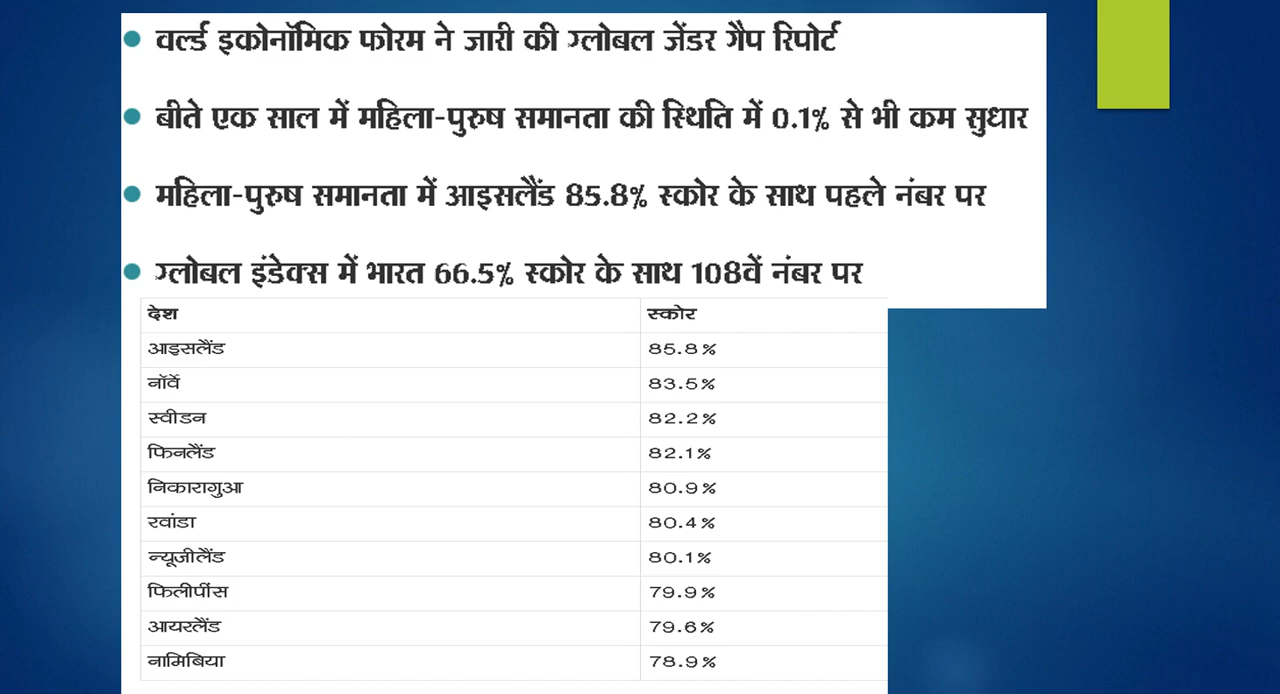 वर्ल्ड इकोनॉमिक फोरम ने जारी की ग्लोबल जेंडर गैप रिपोर्ट
बीते एक साल में महिला-पुरुष समानता की स्थिति में 0.1% से भी कम सुधार
महिला-पुरुष समानता में आइसलैंड 85.8% स्कोर के साथ पहले नंबर पर
ग्लोबल इंडेक्स में भारत 66.5% स्कोर के साथ 108वें नंबर पर
देश स्कोर
आइसलैंड 85.8%
नॉर्वे 83.5%
स्वीडन 82.2%
फिनलैंड 82.1%
निकारागुआ 80.9%
रवांडा 80.4%
न्यूजीलैंड 80.1%
फिलीपींस 79.9%
आयरलैंड 79.6%
नामिबिया 78.9%